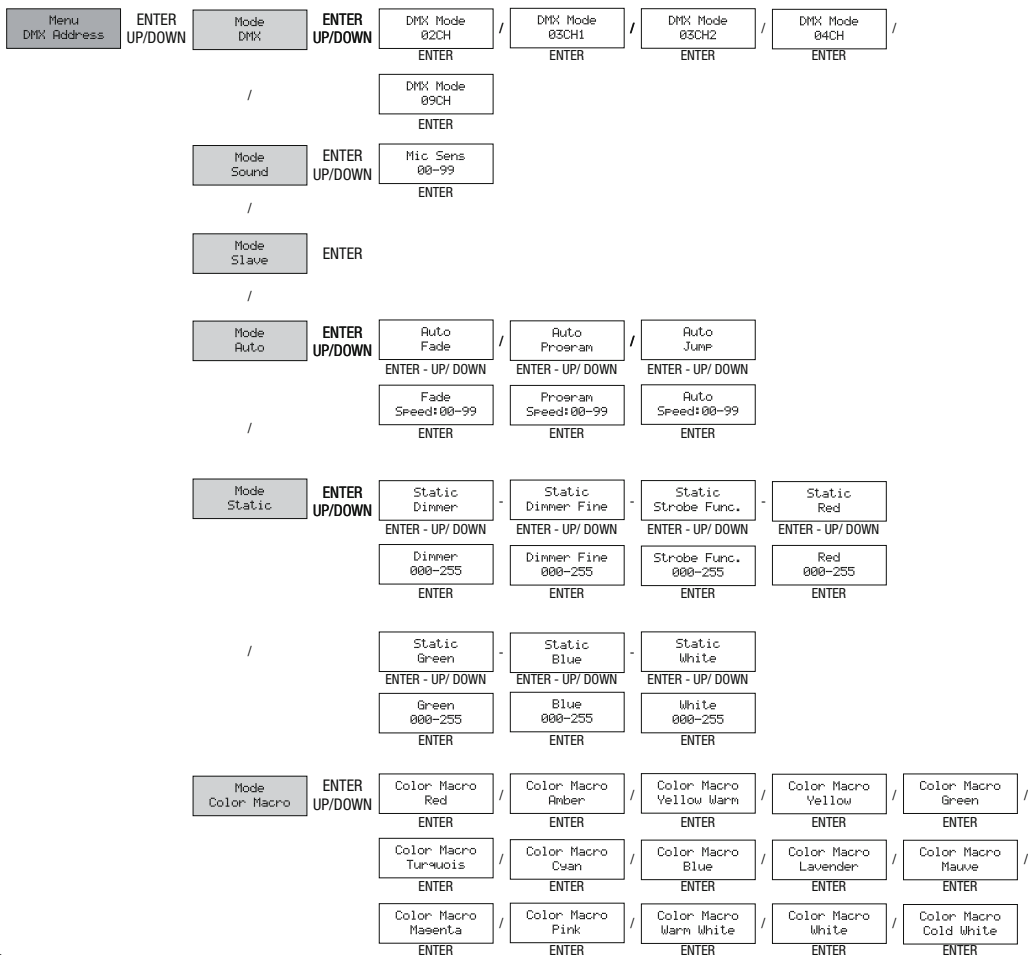 Menu
DMX Address
ENTER
UP/DOWN
Mode
DMX
ENTER
UP/DOWN
DMX Mode
02CH
/
DMX Mode
03CH1
/
DMX Mode
03CH2
/
DMX Mode
04CH
/
ENTER
ENTER
ENTER
ENTER
/
DMX Mode
09CH
ENTER
Mode
Sound
ENTER
UP/DOWN
Mic Sens
00-99
ENTER
/
Mode
Slave
ENTER
/
Mode
Auto
ENTER
UP/DOWN
Auto
Fade
/
Auto
Program
/
Auto
Jump
ENTER - UP/ DOWN
ENTER - UP/ DOWN
ENTER - UP/ DOWN
Fade
Speed:00-99
Program
Speed:00-99
Auto
Speed:00-99
ENTER
ENTER
ENTER
/
Mode
Static
ENTER
UP/DOWN
Static
Dimmer
-
Static
Dimmer Fine
-
Static
Strobe Func.
-
Static
Red
ENTER - UP/ DOWN
ENTER - UP/ DOWN
ENTER - UP/ DOWN
ENTER - UP/ DOWN
Dimmer
000-255
Dimmer Fine
000-255
Strobe Func.
000-255
Red
000-255
ENTER
ENTER
ENTER
ENTER
/
Static
Green
-
Static
Blue
-
Static
White
ENTER - UP/ DOWN
ENTER - UP/ DOWN
ENTER - UP/ DOWN
Green
000-255
Blue
000-255
White
000-255
ENTER
ENTER
ENTER
Mode
Color Macro
ENTER
UP/DOWN
Color Macro
Red
/
Color Macro
Amber
/
Color Macro
Yellow Warm
/
Color Macro
Yellow
/
Color Macro
Green
/
ENTER
ENTER
ENTER
ENTER
ENTER
Color Macro
Turquois
/
Color Macro
Cyan
/
Color Macro
Blue
/
Color Macro
Lavender
/
Color Macro
Mauve
/
ENTER
ENTER
ENTER
ENTER
ENTER
Color Macro
Magenta
/
Color Macro
Pink
/
Color Macro
Warm White
/
Color Macro
White
/
Color Macro
Cold White
ENTER
ENTER
ENTER
ENTER
ENTER